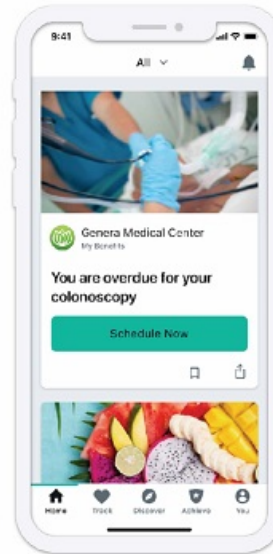 9:41
All
Genera Medical Center
My Benefits
You are overdue for your
colonoscopy
Schedule Now
Home
Track
Discover
Achieve
You